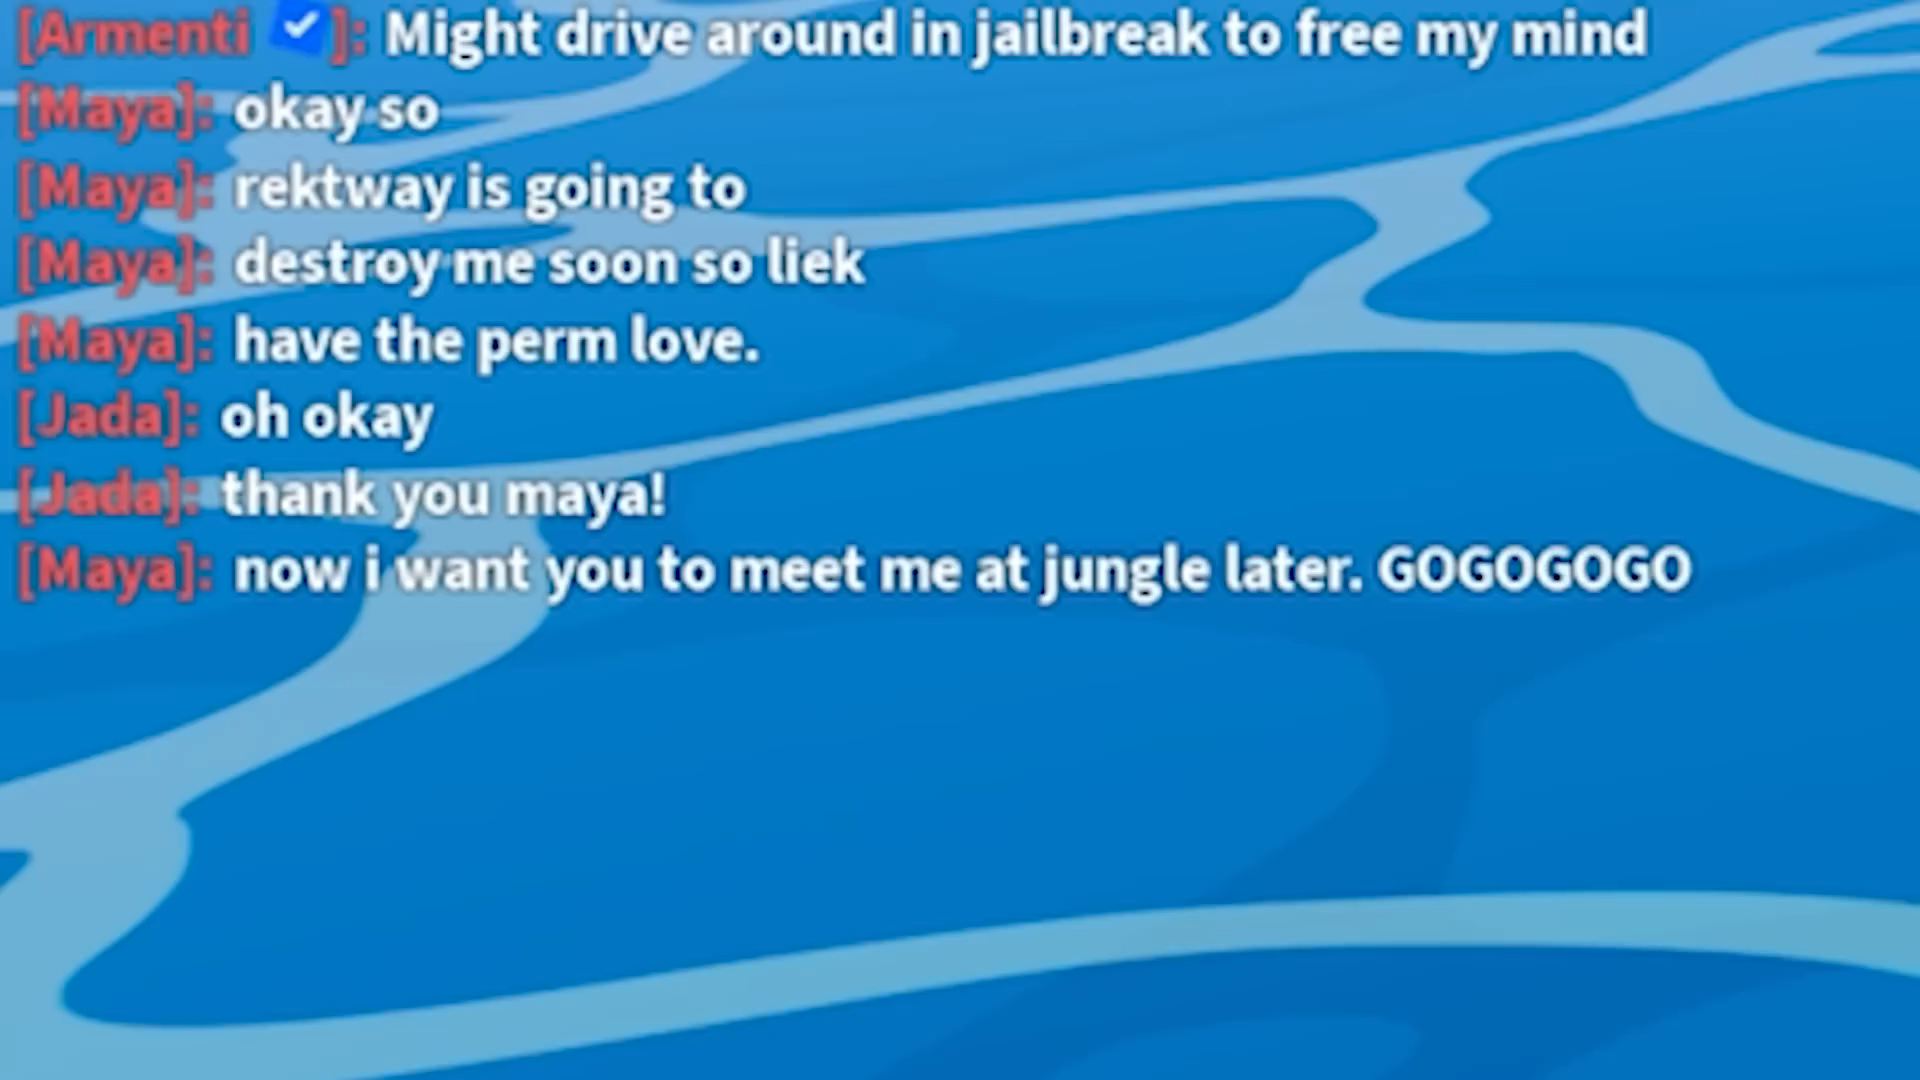 [Armenti ✓]: Might drive around in jailbreak to free my mind
[Maya]: okay so
[Maya]: rektway is going to
[Maya]: destroy me soon so liek
[Maya]: have the perm love.
[Jada]: oh okay
[Jada]: thank you maya!
[Maya]: now i want you to meet me at jungle later. GOGOGOGO